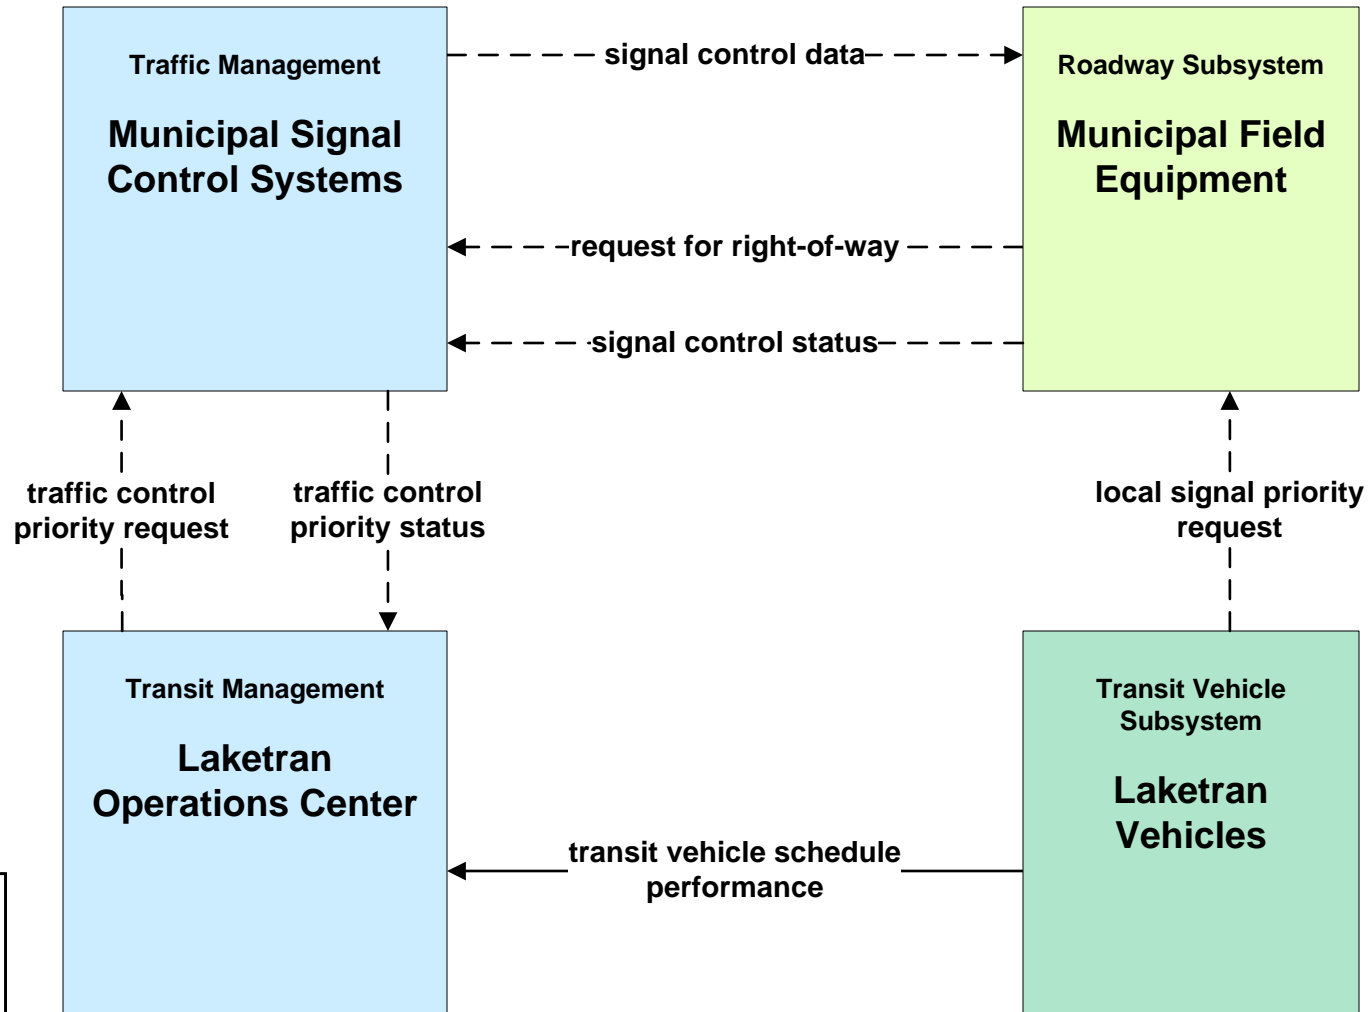 Traffic Management
Municipal Signal
Control Systems
signal control data
Roadway Subsystem
Municipal Field
Equipment
request for right-of-way
signal control status
traffic control
priority request
traffic control
priority status
local signal priority
request
Transit Management
Laketran
Operations Center
transit vehicle schedule
performance
Transit Vehicle
Subsystem
Laketran
Vehicles